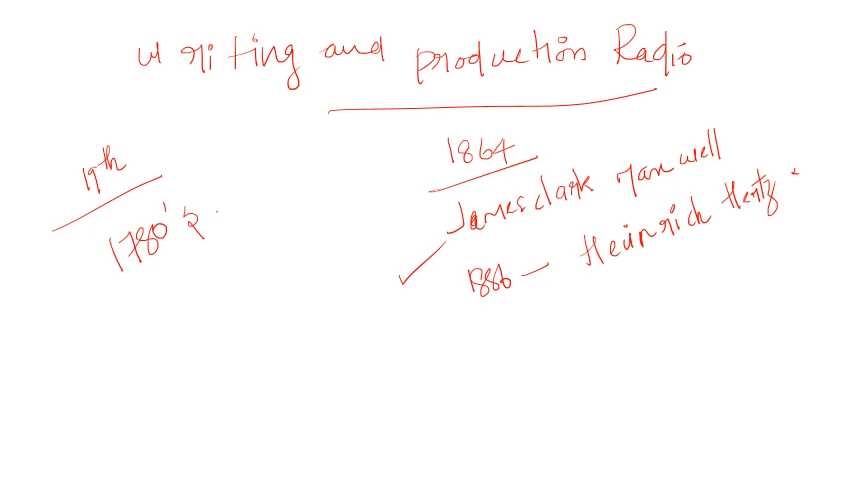 Writing and production Radio
19th
1780's
1864
James clark Maxwell
1886 - Heinrich Hertz